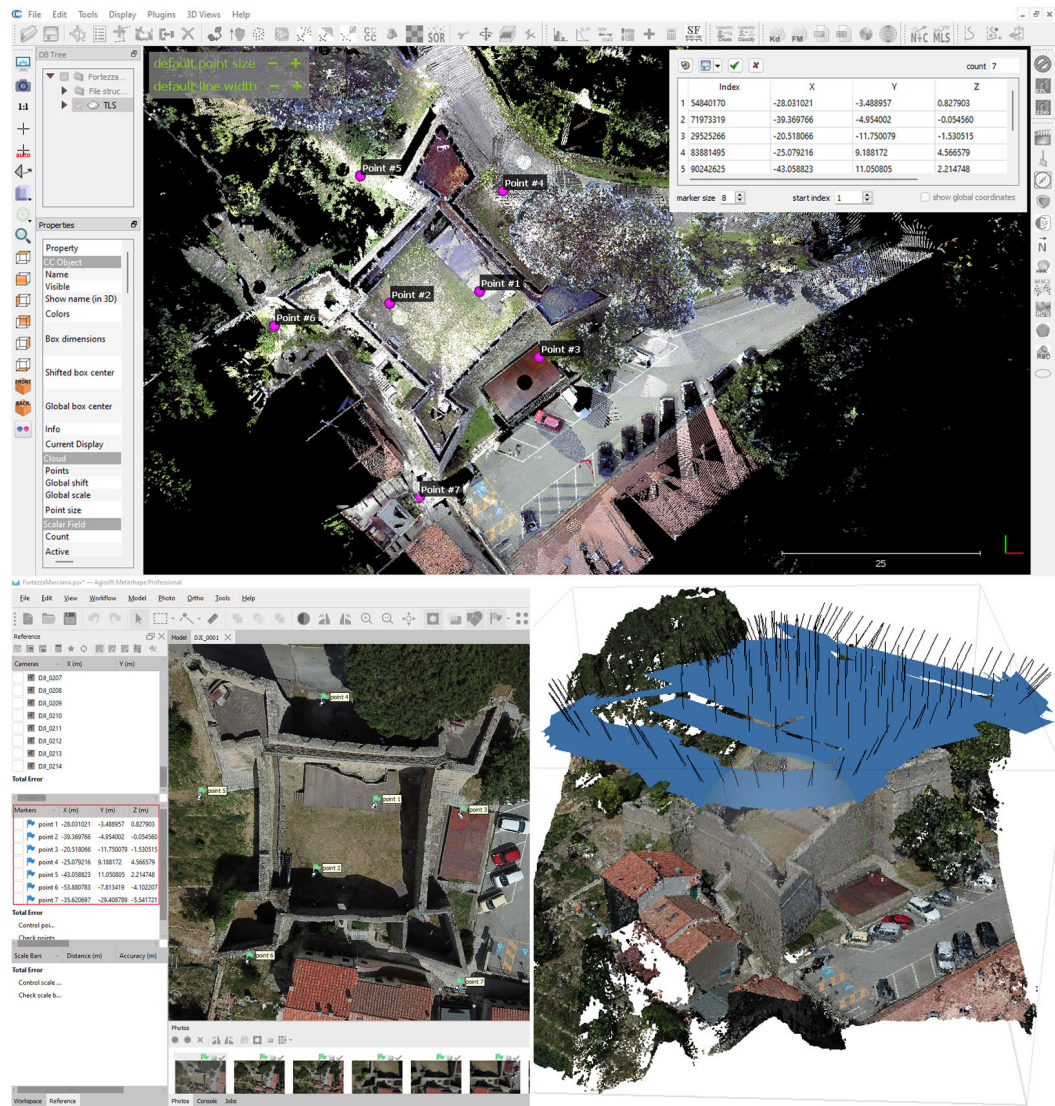 File Edit Tools Display Plugins 3D Views Help
SOR
SF
Kd
FM
N+C MLS
DB Tree
Fortezza...
File struc...
TLS
1:1
auto
FRONT
BACK
default point size - +
default line width - +
count 7
Index X Y Z
1 54840170 -28.031021 -3.488957 0.827903
2 71973319 -39.369766 -4.954002 -0.054560
3 29525266 -20.518066 -11.750079 -1.530515
4 83881495 -25.079216 9.188172 4.566579
5 90242625 -43.058823 11.050805 2.214748
marker size 8 start index 1 show global coordinates
Point #5
Point #4
Point #1
Point #2
Point #6
Point #3
Point #7
25
Properties
Property
CC Object
Name
Visible
Show name (in 3D)
Colors
Box dimensions
Shifted box center
Global box center
Info
Current Display
Cloud
Points
Global shift
Global scale
Point size
Scalar Field
Count
Active
N
FortezzaMarciana.psx* — Agisoft Metashape Professional
File Edit View Workflow Model Photo Ortho Tools Help
Reference
Model DJI_0001
Cameras X (m) Y (m)
DJI_0207
DJI_0208
DJI_0209
DJI_0210
DJI_0211
DJI_0212
DJI_0213
DJI_0214
Total Error
Markers X (m) Y (m) Z (m)
point 1 -28.031021 -3.488957 0.827903
point 2 -39.369766 -4.954002 -0.054560
point 3 -20.518066 -11.750079 -1.530515
point 4 -25.079216 9.188172 4.566579
point 5 -43.058823 11.050805 2.214748
point 6 -53.880783 -7.813419 -4.102207
point 7 -35.620697 -29.408789 -5.541721
Total Error
Control poi...
Check points
Scale Bars Distance (m) Accuracy (m)
Total Error
Control scale ...
Check scale b...
point 4
point 5
point 1
point 3
point 2
point 6
point 7
Photos
Workspace Reference
Photos Console Jobs